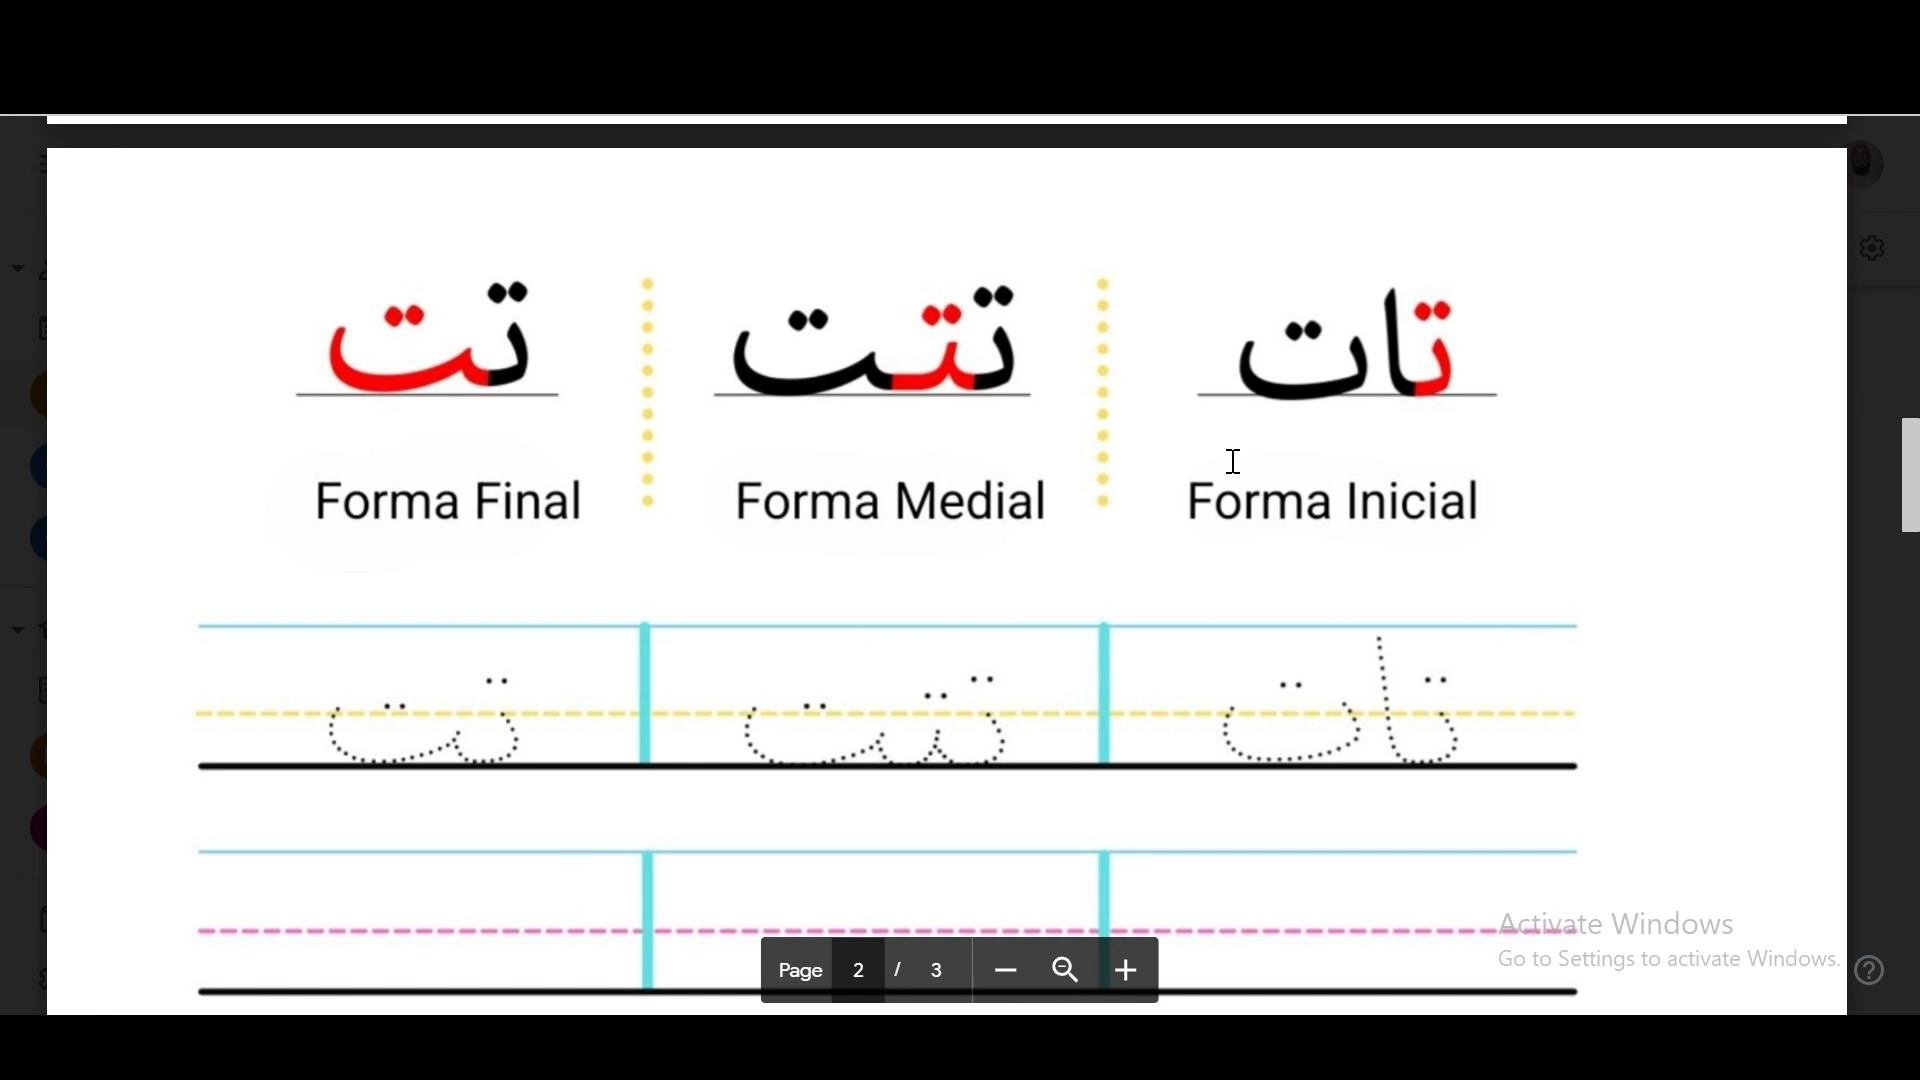 تات تتت تت
Forma Final Forma Medial Forma Inicial
تات تتت تت
Activate Windows
Go to Settings to activate Windows.
Page 2 / 3